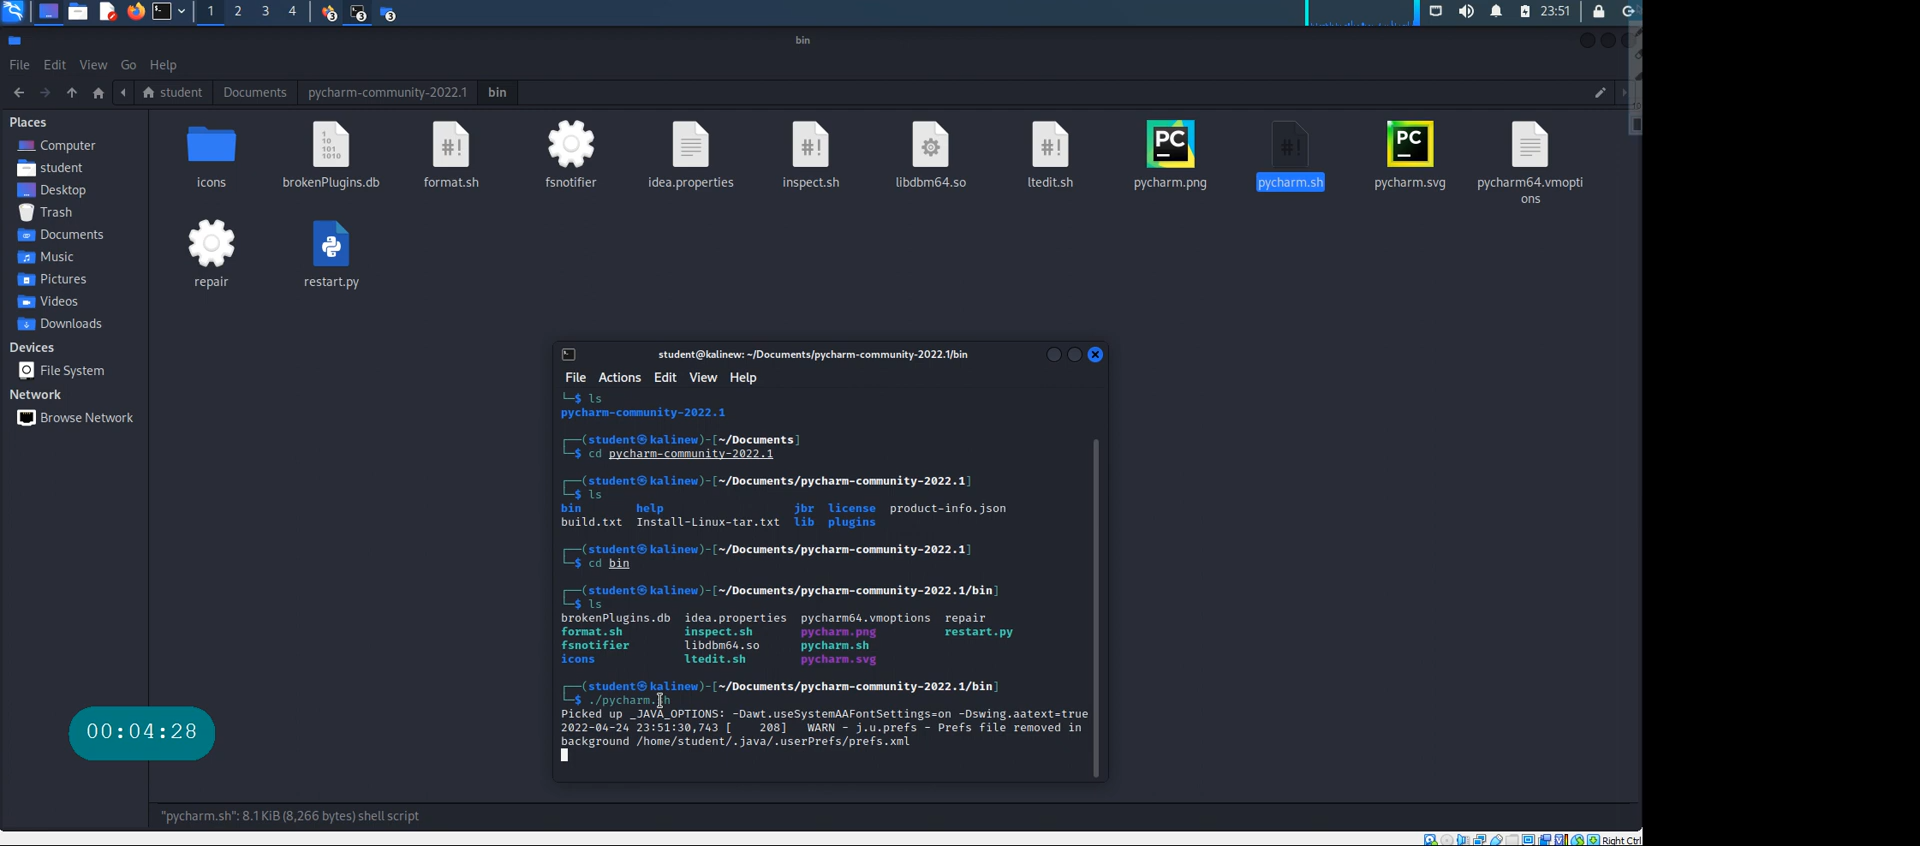 1 2 3 4 3 3 3 23:51
bin
File Edit View Go Help
student Documents pycharm-community-2022.1 bin
Places
Computer
student
Desktop
Trash
Documents
Music
Pictures
Videos
Downloads
Devices
File System
Network
Browse Network
icons brokenPlugins.db format.sh fsnotifier idea.properties inspect.sh libdbm64.so ltedit.sh pycharm.png pycharm.sh pycharm.svg pycharm64.vmopti
ons
repair restart.py
student@kalinew: ~/Documents/pycharm-community-2022.1/bin
File Actions Edit View Help
└─$ ls
pycharm-community-2022.1
┌──(student㉿kalinew)-[~/Documents]
└─$ cd pycharm-community-2022.1
┌──(student㉿kalinew)-[~/Documents/pycharm-community-2022.1]
└─$ ls
bin help jbr license product-info.json
build.txt Install-Linux-tar.txt lib plugins
┌──(student㉿kalinew)-[~/Documents/pycharm-community-2022.1]
└─$ cd bin
┌──(student㉿kalinew)-[~/Documents/pycharm-community-2022.1/bin]
└─$ ls
brokenPlugins.db idea.properties pycharm64.vmoptions repair
format.sh inspect.sh pycharm.png restart.py
fsnotifier libdbm64.so pycharm.sh
icons ltedit.sh pycharm.svg
┌──(student㉿kalinew)-[~/Documents/pycharm-community-2022.1/bin]
└─$ ./pycharm.sh
Picked up _JAVA_OPTIONS: -Dawt.useSystemAAFontSettings=on -Dswing.aatext=true
2022-04-24 23:51:30,743 [ 208] WARN - j.u.prefs - Prefs file removed in
background /home/student/.java/.userPrefs/prefs.xml
00:04:28
"pycharm.sh": 8.1 KiB (8,266 bytes) shell script
Right Ctrl